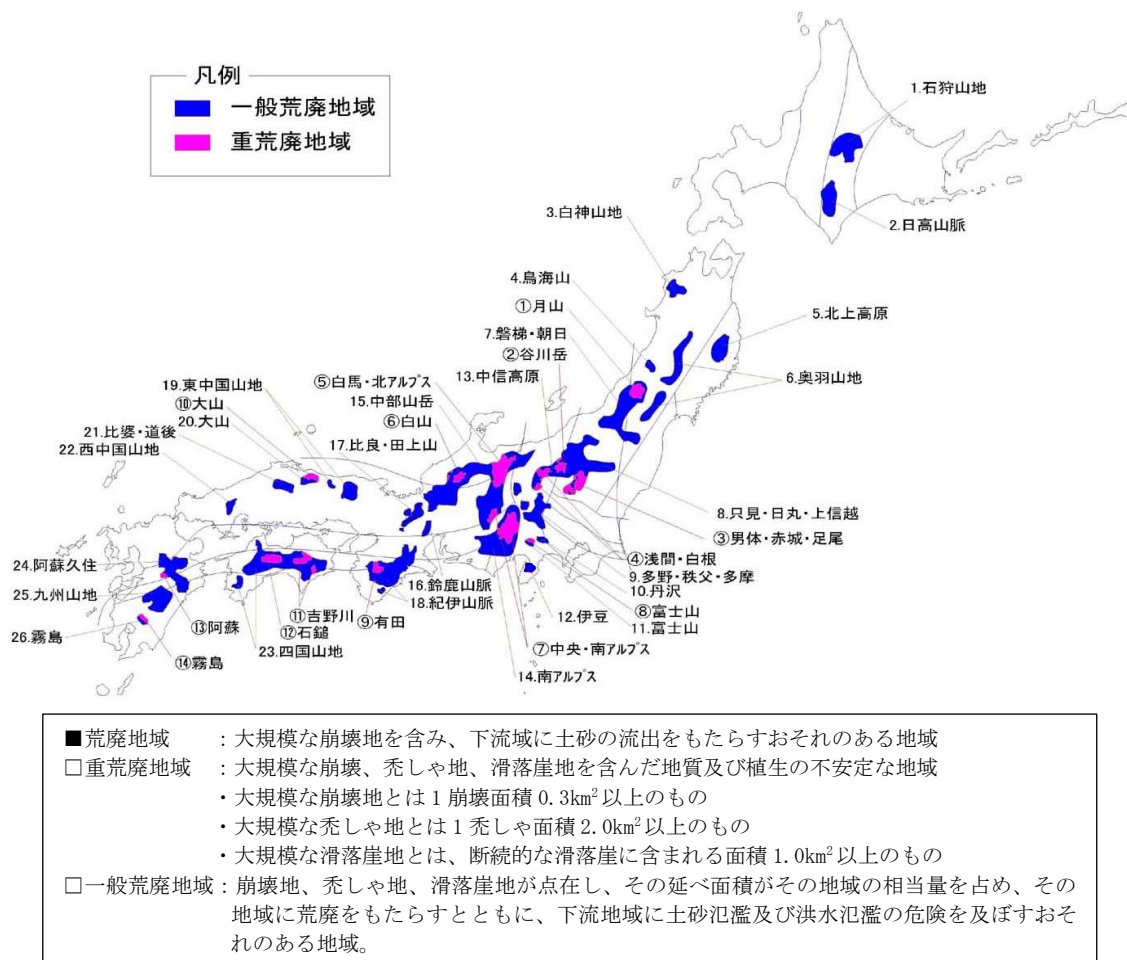 凡例
一般荒廃地域
重荒廃地域
1.石狩山地
2.日高山脈
3.白神山地
4.鳥海山
①月山
5.北上高原
7.磐梯・朝日
②谷川岳
6.奥羽山地
13.中信高原
⑤白馬・北アルプス
15.中部山岳
⑥白山
17.比良・田上山
19.東中国山地
⑩大山
20.大山
21.比婆・道後
22.西中国山地
8.只見・日丸・上信越
③男体・赤城・足尾
④浅間・白根
9.多野・秩父・多摩
10.丹沢
⑧富士山
11.富士山
12.伊豆
⑦中央・南アルプス
14.南アルプス
16.鈴鹿山脈
18.紀伊山脈
⑨有田
⑪吉野川
⑫石鎚
23.四国山地
24.阿蘇久住
25.九州山地
26.霧島
⑬阿蘇
⑭霧島
■荒廃地域 :大規模な崩壊地を含み、下流域に土砂の流出をもたらすおそれのある地域
□重荒廃地域 :大規模な崩壊、禿しゃ地、滑落崖地を含んだ地質及び植生の不安定な地域
・大規模な崩壊地とは1崩壊面積0.3km²以上のもの
・大規模な禿しゃ地とは1禿しゃ面積2.0km²以上のもの
・大規模な滑落崖地とは、断続的な滑落崖に含まれる面積1.0km²以上のもの
□一般荒廃地域:崩壊地、禿しゃ地、滑落崖地が点在し、その延べ面積がその地域の相当量を占め、その
地域に荒廃をもたらすとともに、下流地域に土砂氾濫及び洪水氾濫の危険を及ぼすおそ
れのある地域。